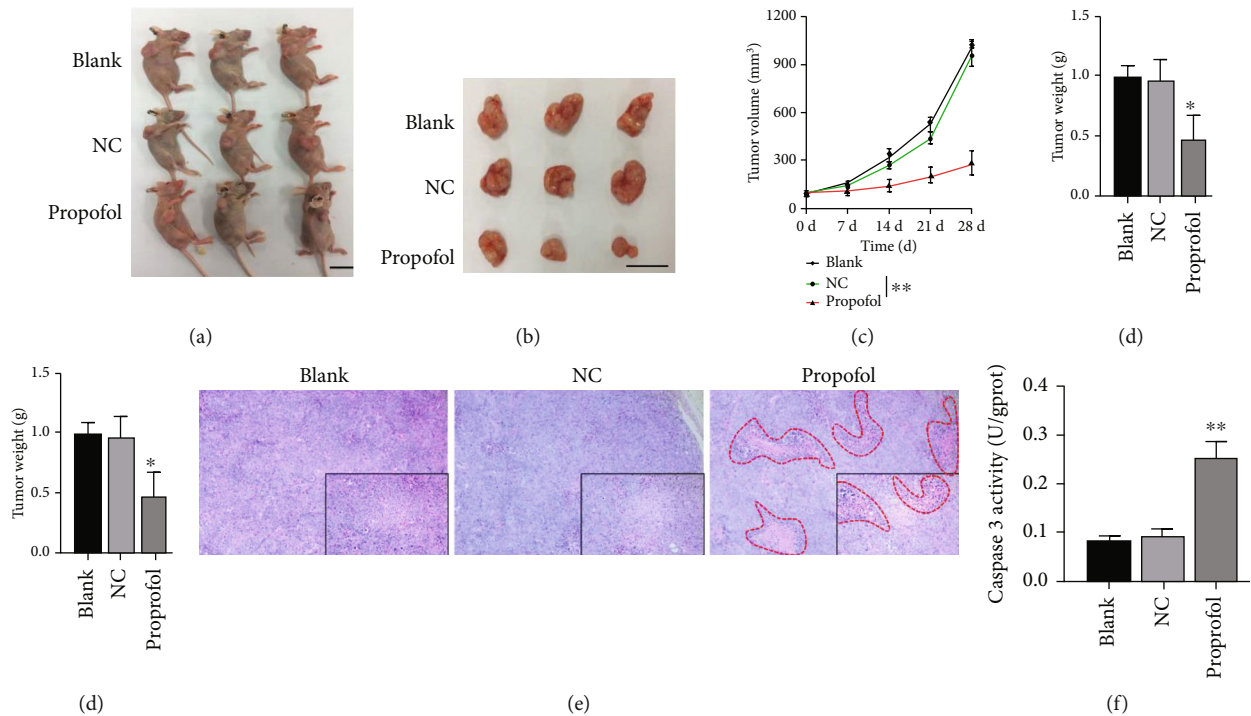 Blank
NC
Propofol
(a)
Blank
NC
Propofol
(b)
Tumor volume (mm³)
1200
900
600
300
0
0 d 7 d 14 d 21 d 28 d
Time (d)
Blank
NC
Propofol
**
(c)
Tumor weight (g)
1.5
1.0
0.5
0.0
*
Blank
NC
Proprofol
(d)
Tumor weight (g)
1.5
1.0
0.5
0.0
*
Blank
NC
Proprofol
(d)
Blank NC Propofol
(e)
Caspase 3 activity (U/gprot)
0.4
0.3
0.2
0.1
0.0
**
Blank
NC
Proprofol
(f)